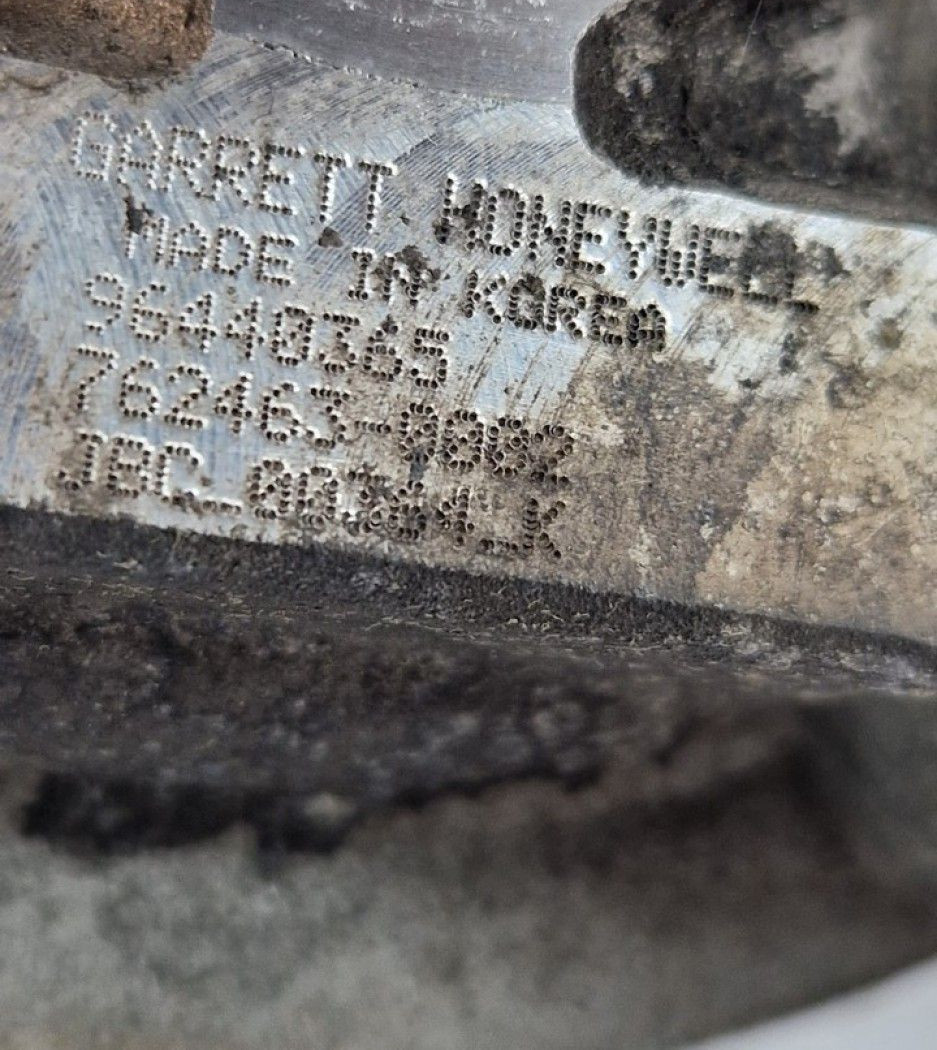 GARRETT HONEYWELL
MADE IN KOREA
96440365
762463-0002